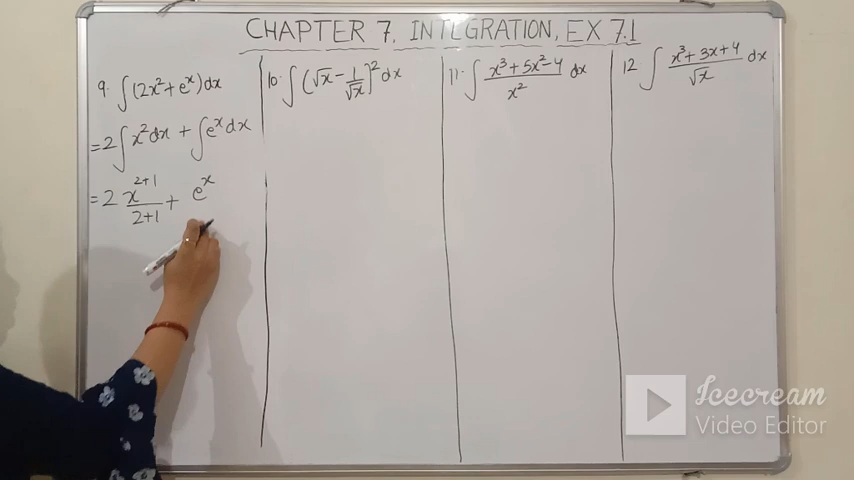 CHAPTER 7. INTEGRATION, EX 7.1
9. ∫(2x²+eˣ)dx
= 2∫x²dx + ∫eˣdx
= 2 x²⁺¹/2+1 + eˣ
10. ∫(√x - 1/√x)² dx
11. ∫ x³+5x²-4/x² dx
12 ∫ x³+3x+4/√x dx
Icecream
Video Editor